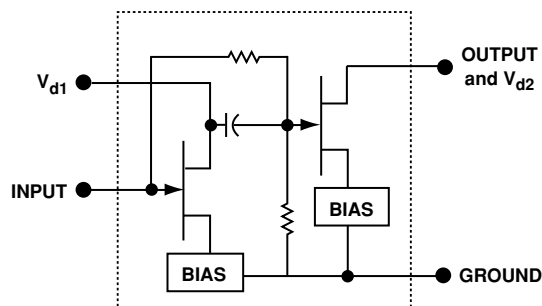 OUTPUT
and Vd2
Vd1
INPUT
BIAS
BIAS
GROUND